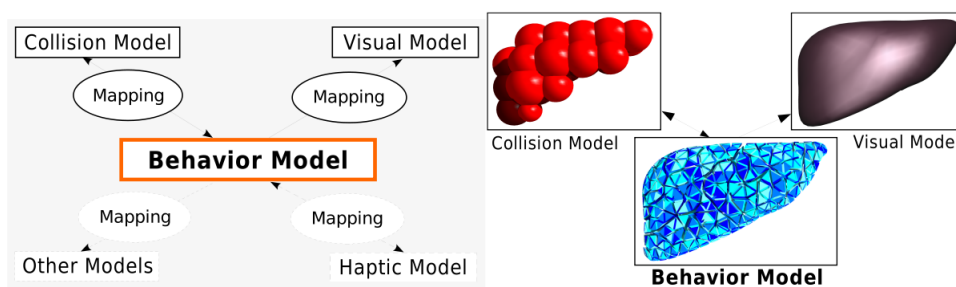 Collision Model
Visual Model
Mapping
Mapping
Behavior Model
Mapping
Mapping
Other Models
Haptic Model
Collision Model
Visual Mode
Behavior Model